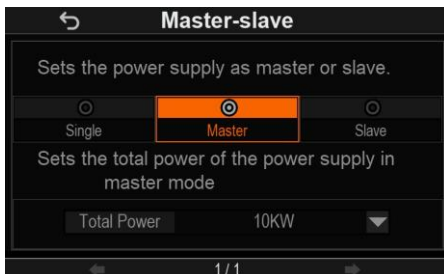 Master-slave
Sets the power supply as master or slave.
Single Master Slave
Sets the total power of the power supply in
master mode
Total Power 10KW
1/1